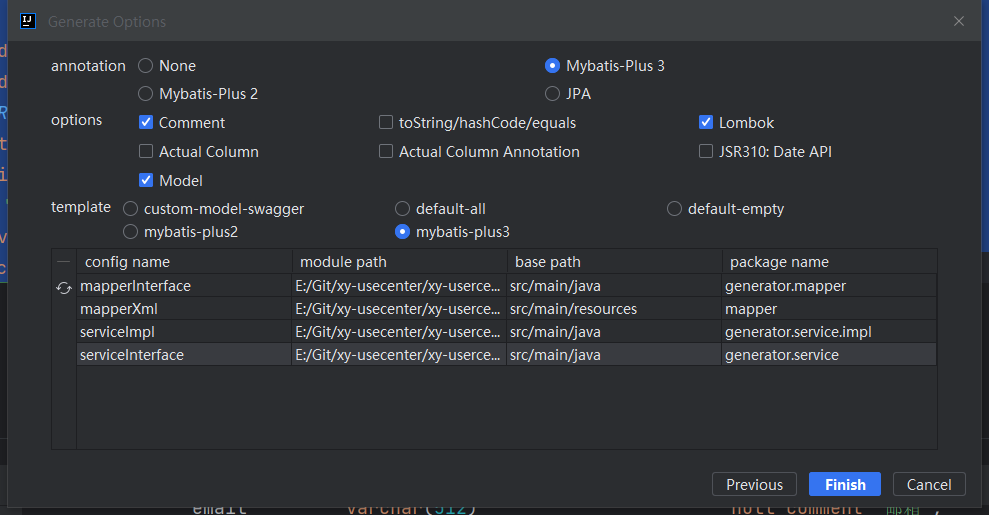 Generate Options
annotation None Mybatis-Plus 3
Mybatis-Plus 2 JPA
options Comment toString/hashCode/equals Lombok
Actual Column Actual Column Annotation JSR310: Date API
Model
template custom-model-swagger default-all default-empty
mybatis-plus2 mybatis-plus3
config name module path base path package name
mapperInterface E:/Git/xy-usecenter/xy-userce... src/main/java generator.mapper
mapperXml E:/Git/xy-usecenter/xy-userce... src/main/resources mapper
serviceImpl E:/Git/xy-usecenter/xy-userce... src/main/java generator.service.impl
serviceInterface E:/Git/xy-usecenter/xy-userce... src/main/java generator.service
Previous Finish Cancel
email varchar(512) null comment '邮箱',